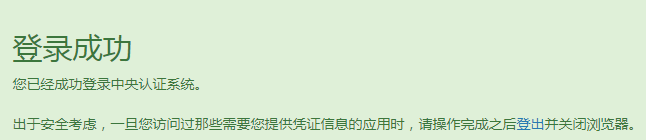 登录成功
您已经成功登录中央认证系统。
出于安全考虑，一旦您访问过那些需要您提供凭证信息的应用时，请操作完成之后登出并关闭浏览器。